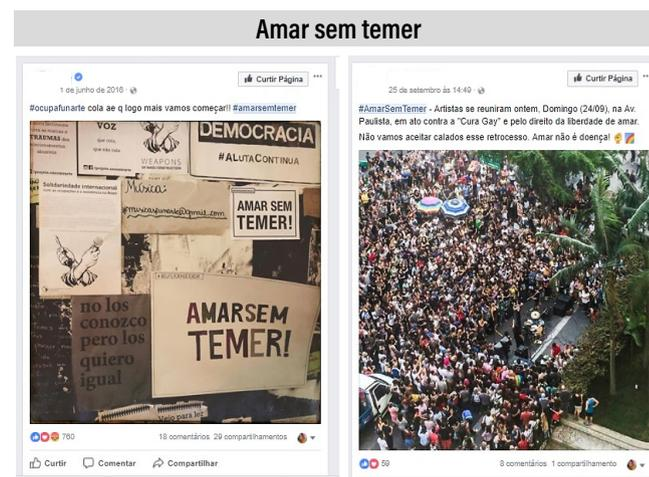 Amar sem temer
Curtir Página
1 de junho de 2016
#ocupafunarte cola ae q logo mais vamos começar!! #amarsemtemer
VOZ
TRAUMAS
WEAPONS
DEMOCRACIA
#ALUTACONTINUA
Solidariedade internacional
Música:
AMAR SEM
TEMER!
AMAR SEM
TEMER!
no los
conozco
pero los
quiero
igual
760
18 comentários 29 compartilhamentos
Curtir Comentar Compartilhar
Curtir Página
25 de setembro às 14:49
#AmarSemTemer - Artistas se reuniram ontem, Domingo (24/09), na Av.
Paulista, em ato contra a "Cura Gay" e pelo direito da liberdade de amar.
Não vamos aceitar calados esse retrocesso. Amar não é doença!
59
8 comentários 1 compartilhamento